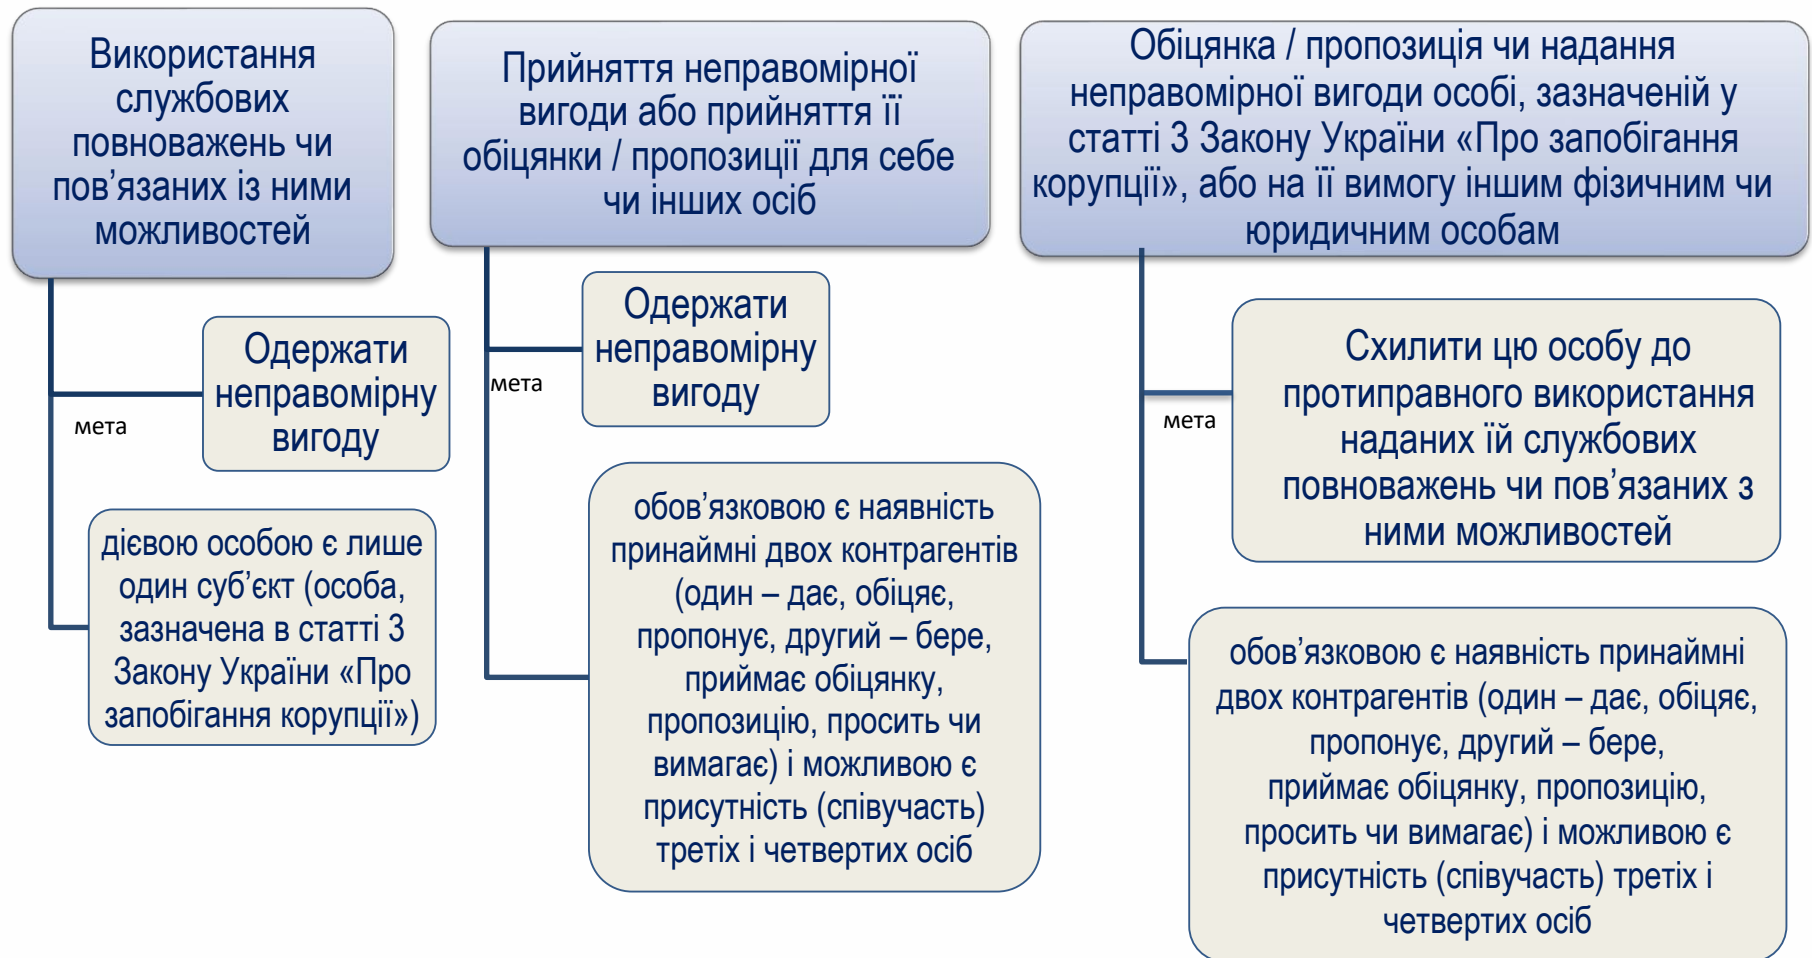 Використання
службових
повноважень чи
пов’язаних із ними
можливостей
мета
Одержати
неправомірну
вигоду
дієвою особою є лише
один суб’єкт (особа,
зазначена в статті 3
Закону України «Про
запобігання корупції»)
Прийняття неправомірної
вигоди або прийняття її
обіцянки / пропозиції для себе
чи інших осіб
мета
Одержати
неправомірну
вигоду
обов’язковою є наявність
принаймні двох контрагентів
(один – дає, обіцяє,
пропонує, другий – бере,
приймає обіцянку,
пропозицію, просить чи
вимагає) і можливою є
присутність (співучасть)
третіх і четвертих осіб
Обіцянка / пропозиція чи надання
неправомірної вигоди особі, зазначеній у
статті 3 Закону України «Про запобігання
корупції», або на її вимогу іншим фізичним чи
юридичним особам
мета
Схилити цю особу до
протиправного використання
наданих їй службових
повноважень чи пов’язаних з
ними можливостей
обов’язковою є наявність принаймні
двох контрагентів (один – дає, обіцяє,
пропонує, другий – бере,
приймає обіцянку, пропозицію,
просить чи вимагає) і можливою є
присутність (співучасть) третіх і
четвертих осіб